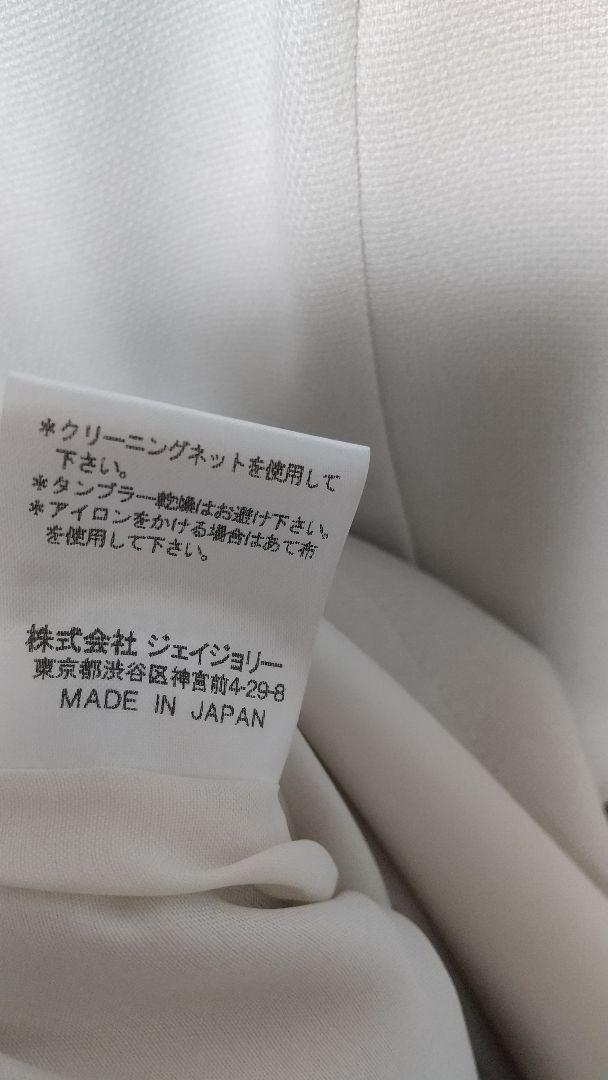 ＊クリーニングネットを使用して
下さい。
＊タンブラー乾燥はお避け下さい。
＊アイロンをかける場合はあて布
を使用して下さい。
株式会社 ジェイジョリー
東京都渋谷区神宮前4-29-8
MADE IN JAPAN